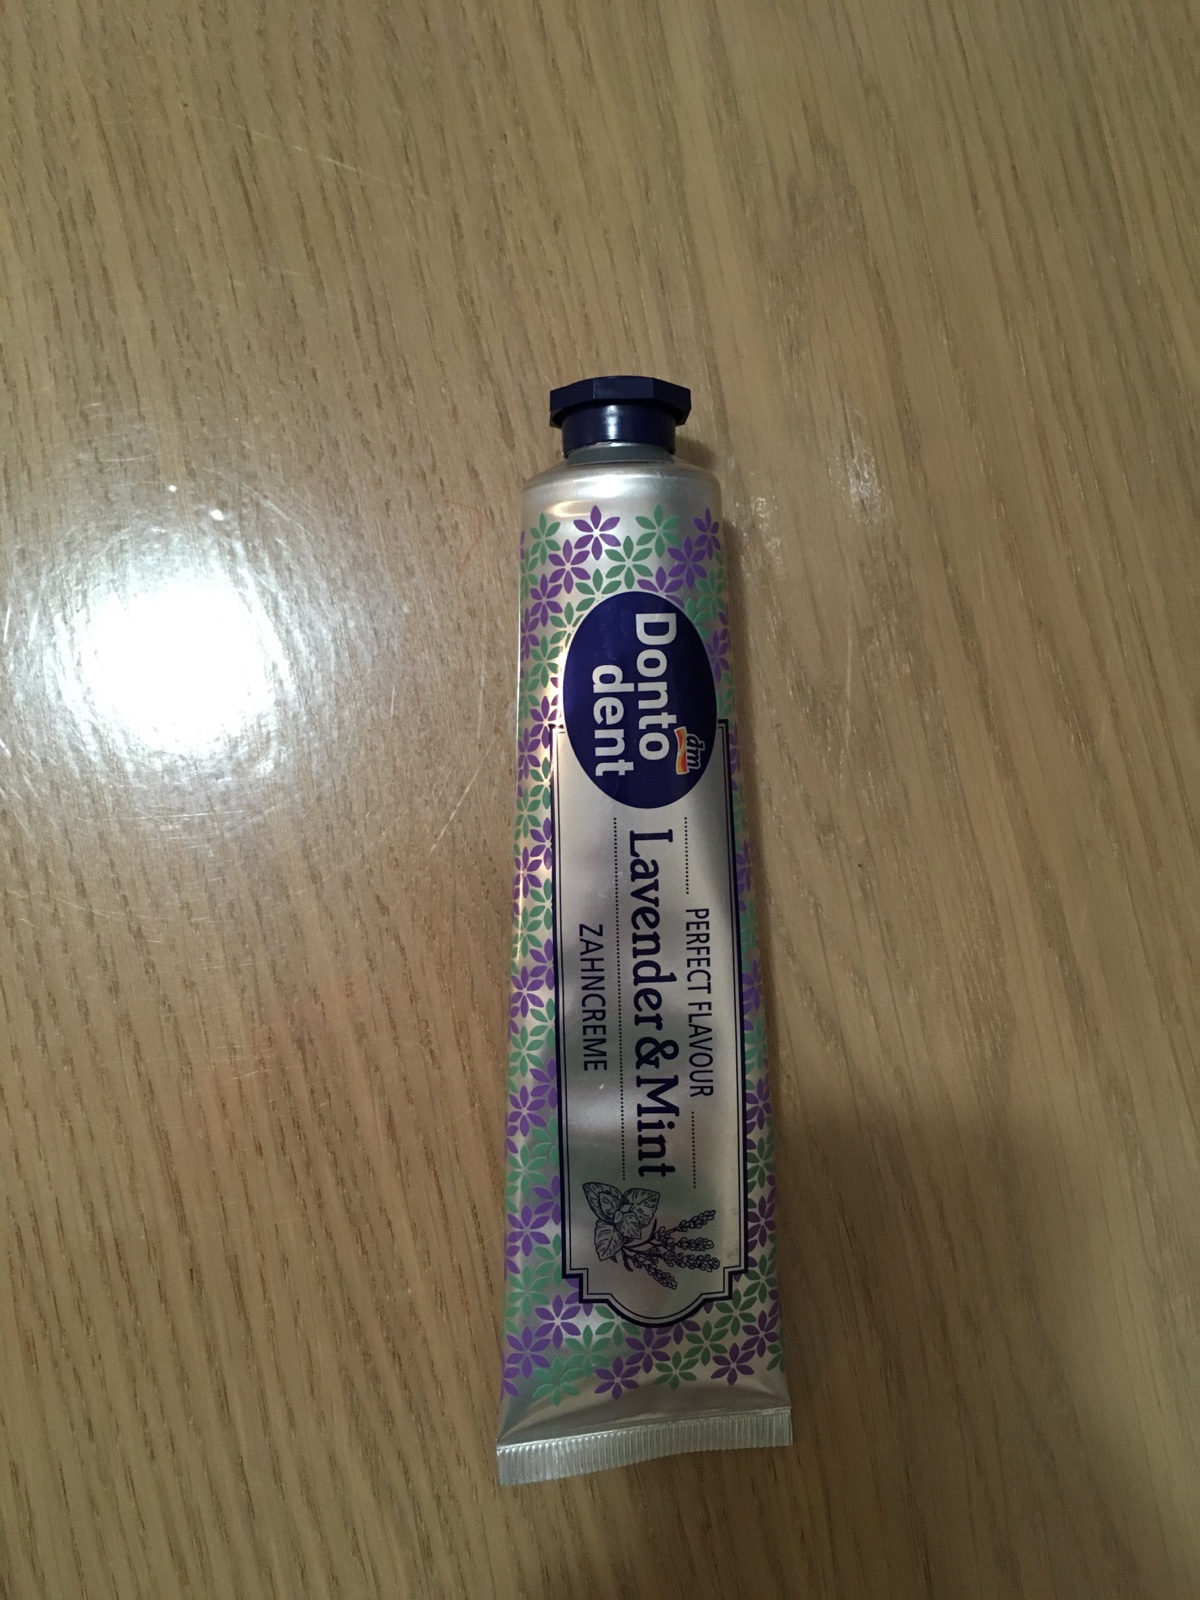 dm
Donto
dent
PERFECT FLAVOUR
Lavender & Mint
ZAHNCREME